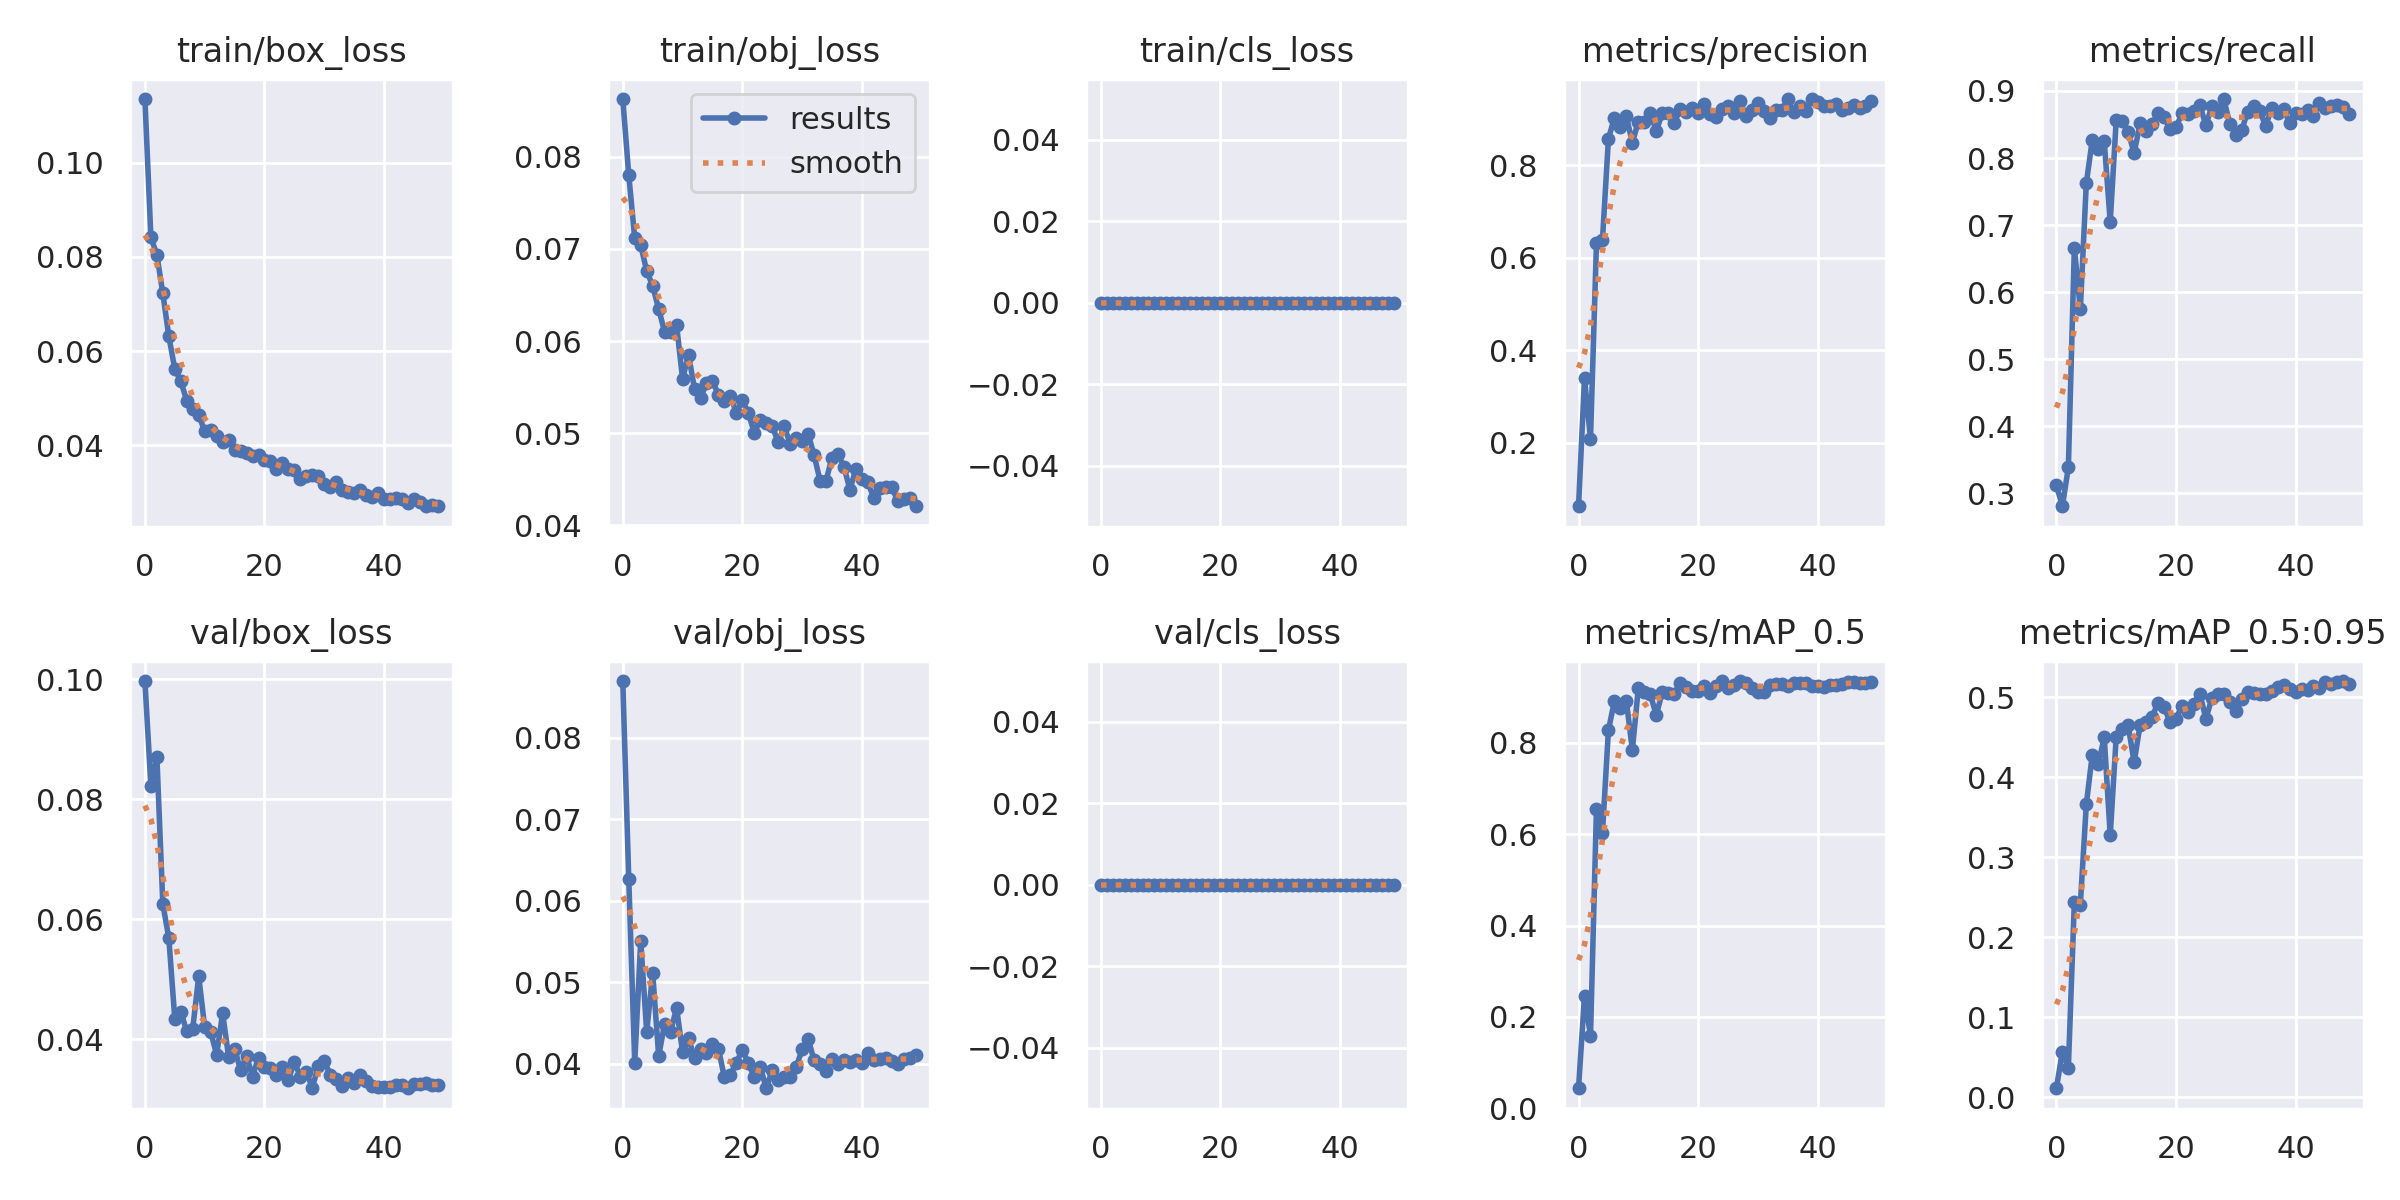 train/box_loss
0.10
0.08
0.06
0.04
0 20 40
train/obj_loss
results
smooth
0.08
0.07
0.06
0.05
0.04
0 20 40
train/cls_loss
0.04
0.02
0.00
−0.02
−0.04
0 20 40
metrics/precision
0.8
0.6
0.4
0.2
0 20 40
metrics/recall
0.9
0.8
0.7
0.6
0.5
0.4
0.3
0 20 40
val/box_loss
0.10
0.08
0.06
0.04
0 20 40
val/obj_loss
0.08
0.07
0.06
0.05
0.04
0 20 40
val/cls_loss
0.04
0.02
0.00
−0.02
−0.04
0 20 40
metrics/mAP_0.5
0.8
0.6
0.4
0.2
0.0
0 20 40
metrics/mAP_0.5:0.95
0.5
0.4
0.3
0.2
0.1
0.0
0 20 40